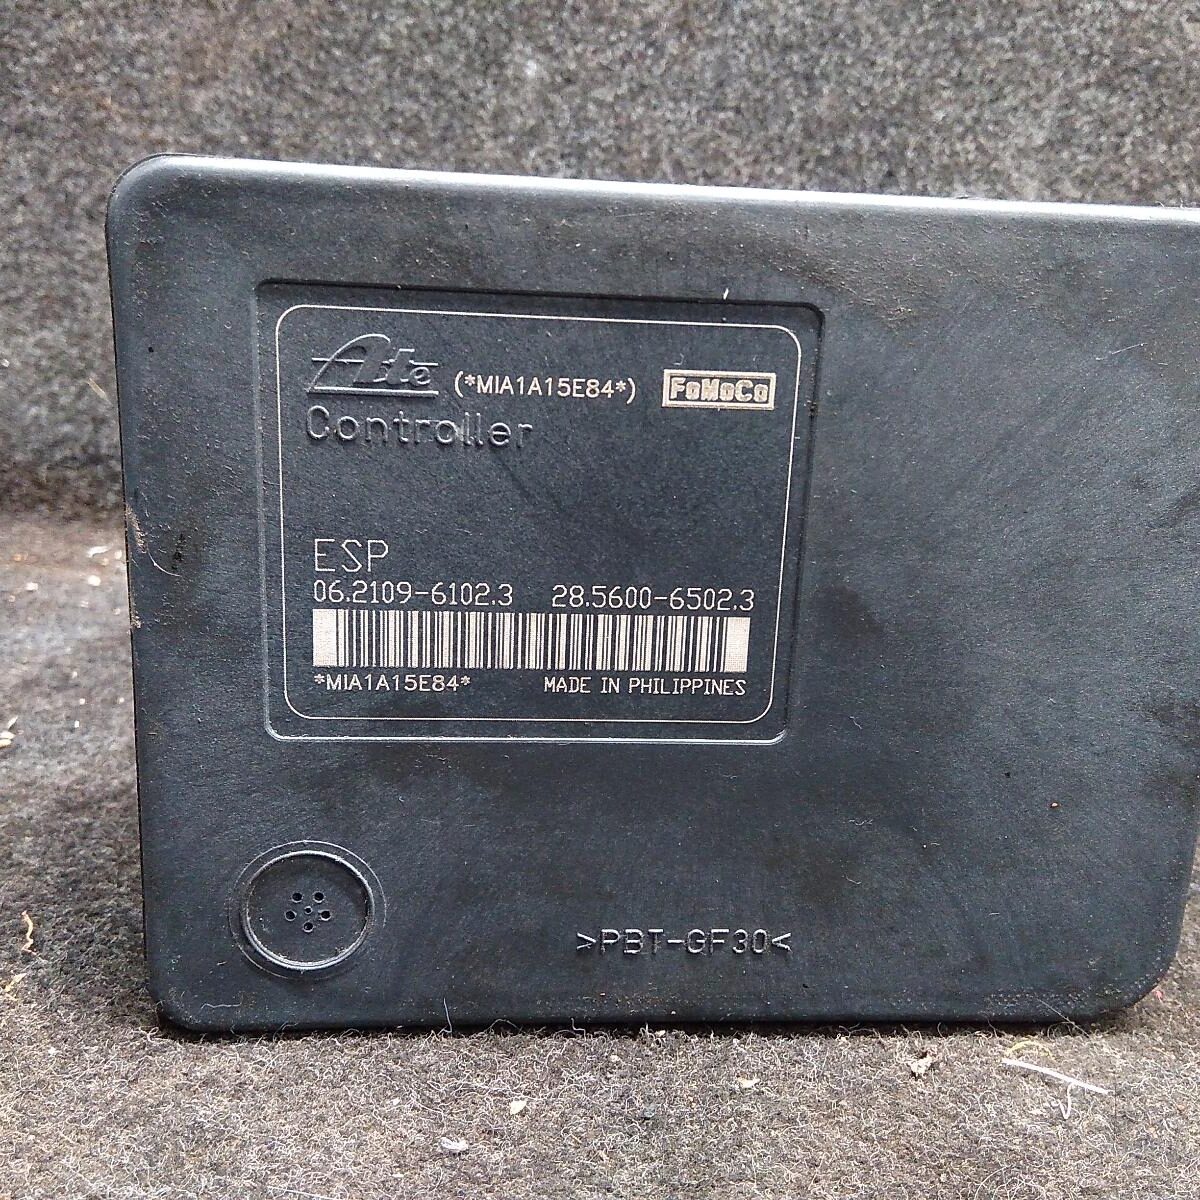 Ate (*MIA1A15E84*) FoMoCo
Controller
ESP
06.2109-6102.3 28.5600-6502.3
*MIA1A15E84* MADE IN PHILIPPINES
>PBT-GF30<